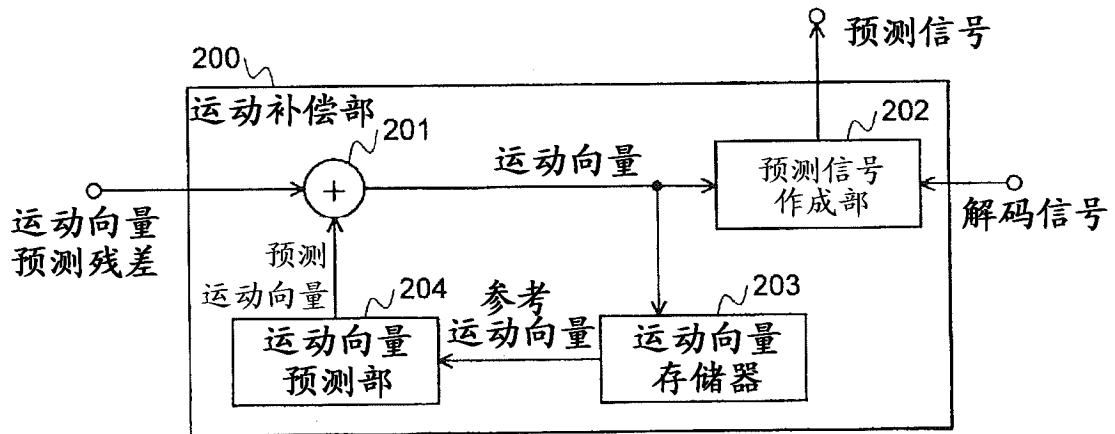 预测信号
200
运动补偿部
201
202
运动向量
预测信号
作成部
运动向量
预测残差
解码信号
预测
运动向量
204
参考
运动向量
203
运动向量
预测部
运动向量
存储器
+